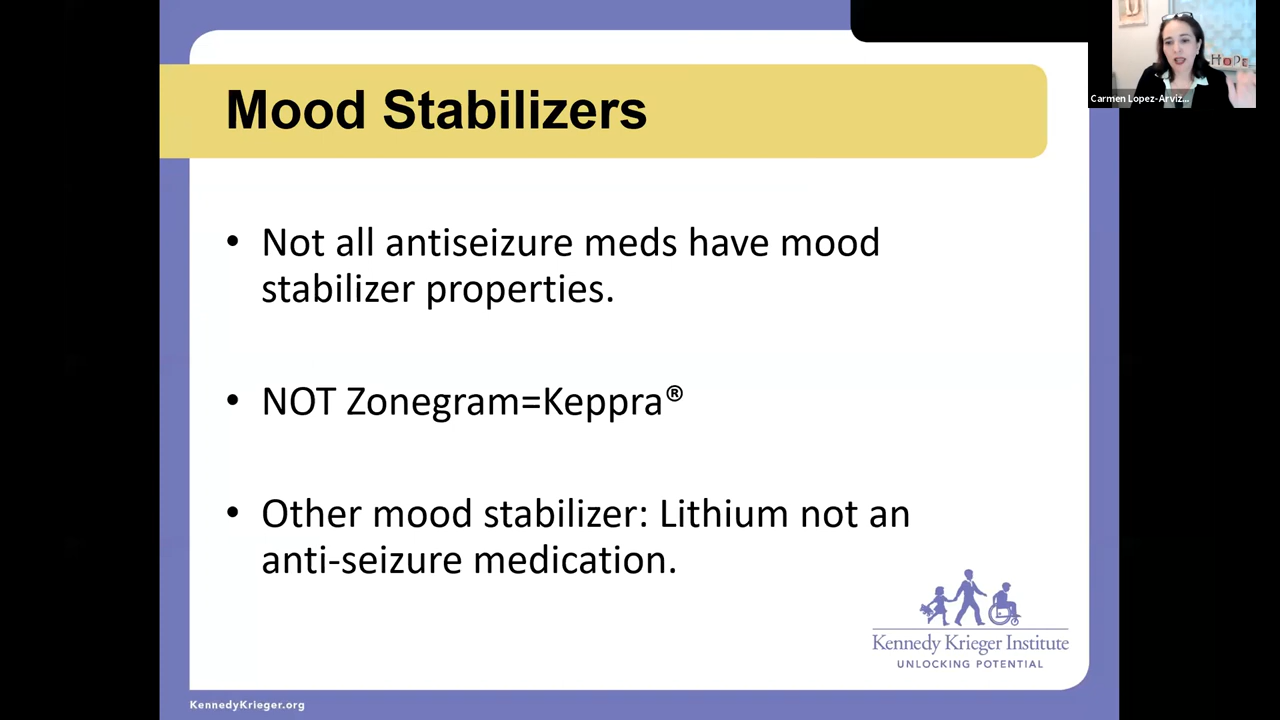 Mood Stabilizers
• Not all antiseizure meds have mood
stabilizer properties.
• NOT Zonegram=Keppra®
• Other mood stabilizer: Lithium not an
anti-seizure medication.
Kennedy Krieger Institute
UNLOCKING POTENTIAL
KennedyKrieger.org
HOPE
Carmen Lopez-Arviz...